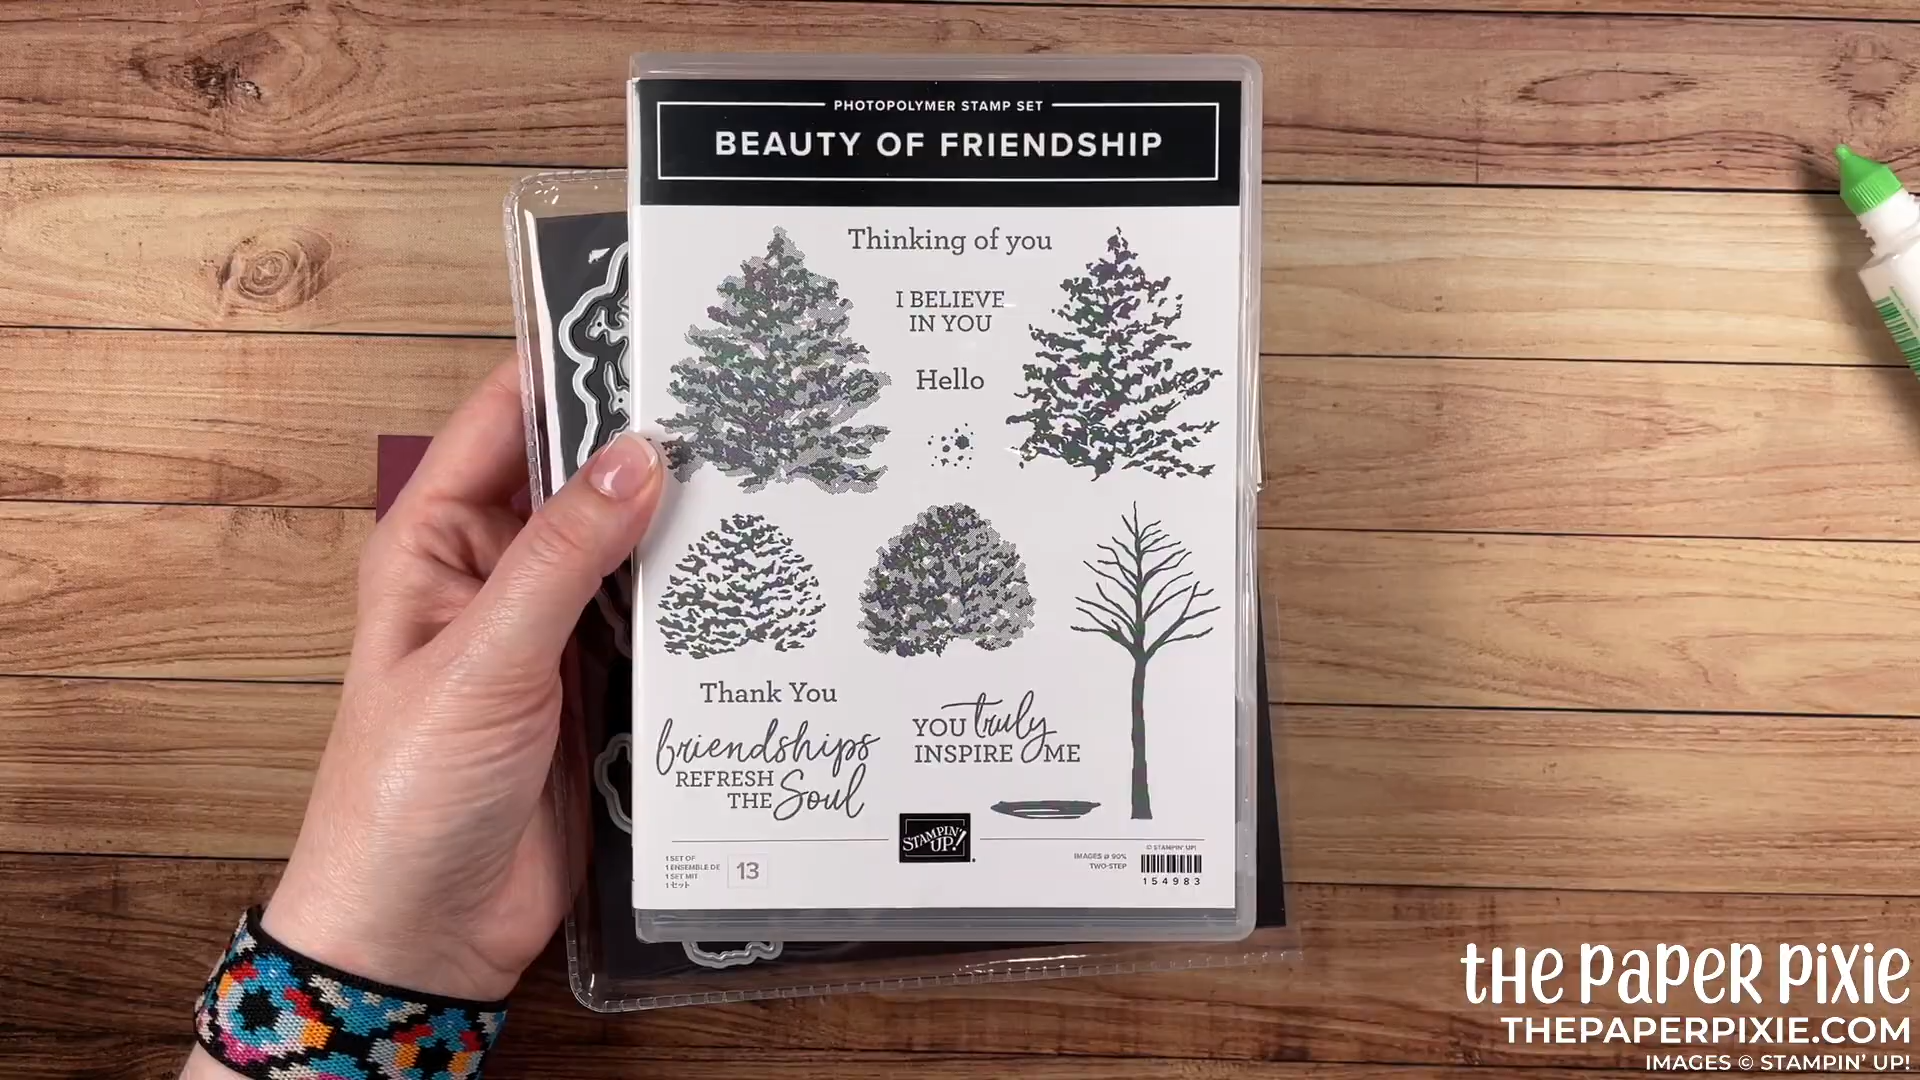 PHOTOPOLYMER STAMP SET
BEAUTY OF FRIENDSHIP
Thinking of you
I BELIEVE
IN YOU
Hello
Thank You
friendships
REFRESH
THE Soul
YOU truly
INSPIRE ME
STAMPIN'
UP!
1 SET OF
1 ENSEMBLE DE
1 SET MIT
1セット
13
IMAGES @ 90%
TWO-STEP
© STAMPIN' UP!
154983
the PAPER PIXIE
THEPAPERPIXIE.COM
IMAGES © STAMPIN' UP!